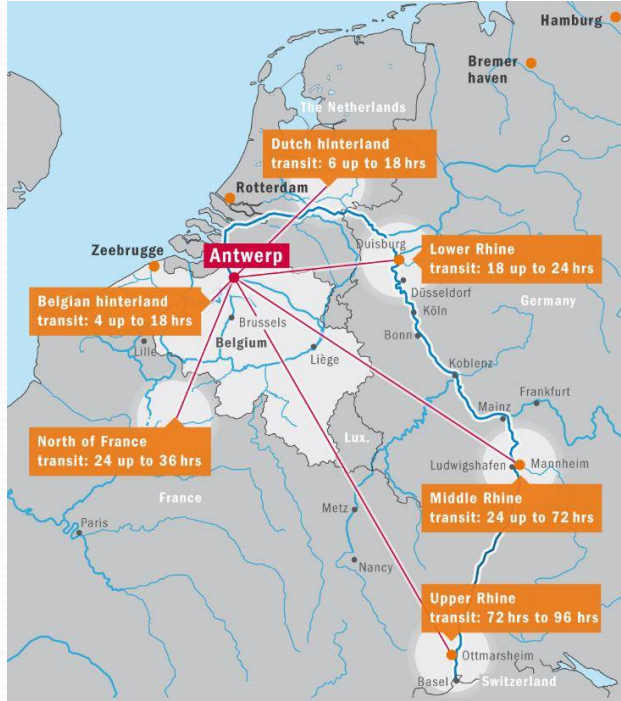 Hamburg
Bremer
haven
The Netherlands
Dutch hinterland
transit: 6 up to 18 hrs
Rotterdam
Zeebrugge
Antwerp
Duisburg
Lower Rhine
transit: 18 up to 24 hrs
Düsseldorf
Germany
Köln
Belgian hinterland
transit: 4 up to 18 hrs
Brussels
Belgium
Lille
Liège
Bonn
Koblenz
Frankfurt
Mainz
North of France
transit: 24 up to 36 hrs
Lux.
Ludwigshafen
Mannheim
Middle Rhine
transit: 24 up to 72 hrs
France
Metz
Paris
Nancy
Upper Rhine
transit: 72 hrs to 96 hrs
Ottmarsheim
Basel
Switzerland